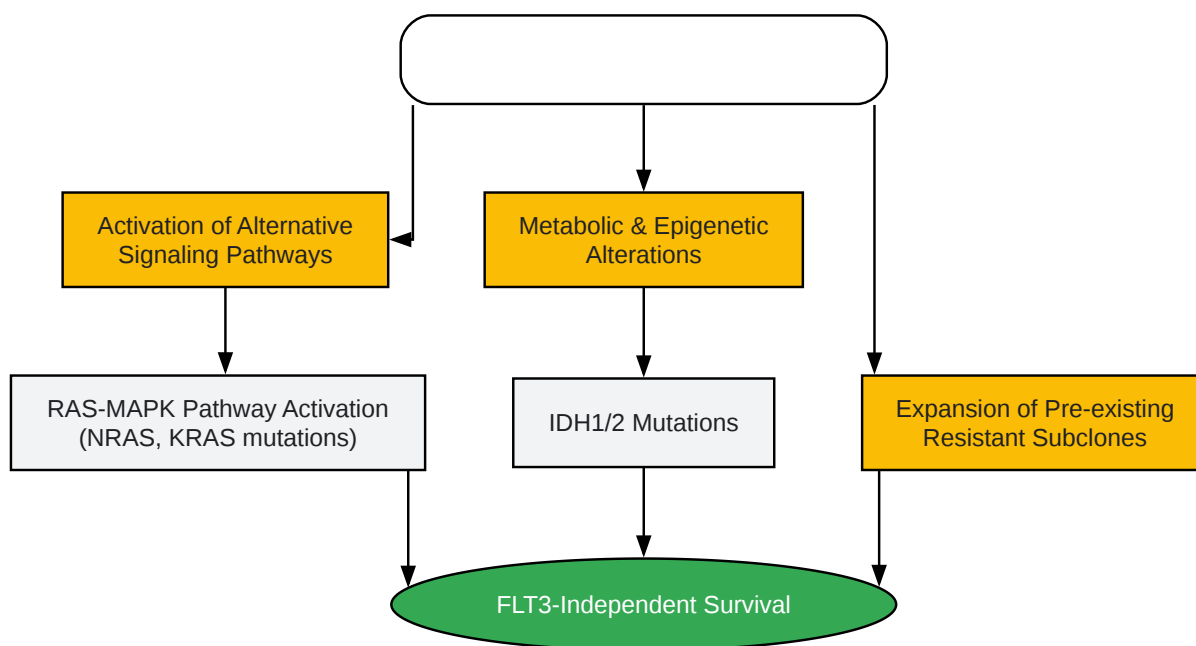 Activation of Alternative
Signaling Pathways
Metabolic & Epigenetic
Alterations
RAS-MAPK Pathway Activation
(NRAS, KRAS mutations)
IDH1/2 Mutations
Expansion of Pre-existing
Resistant Subclones
FLT3-Independent Survival